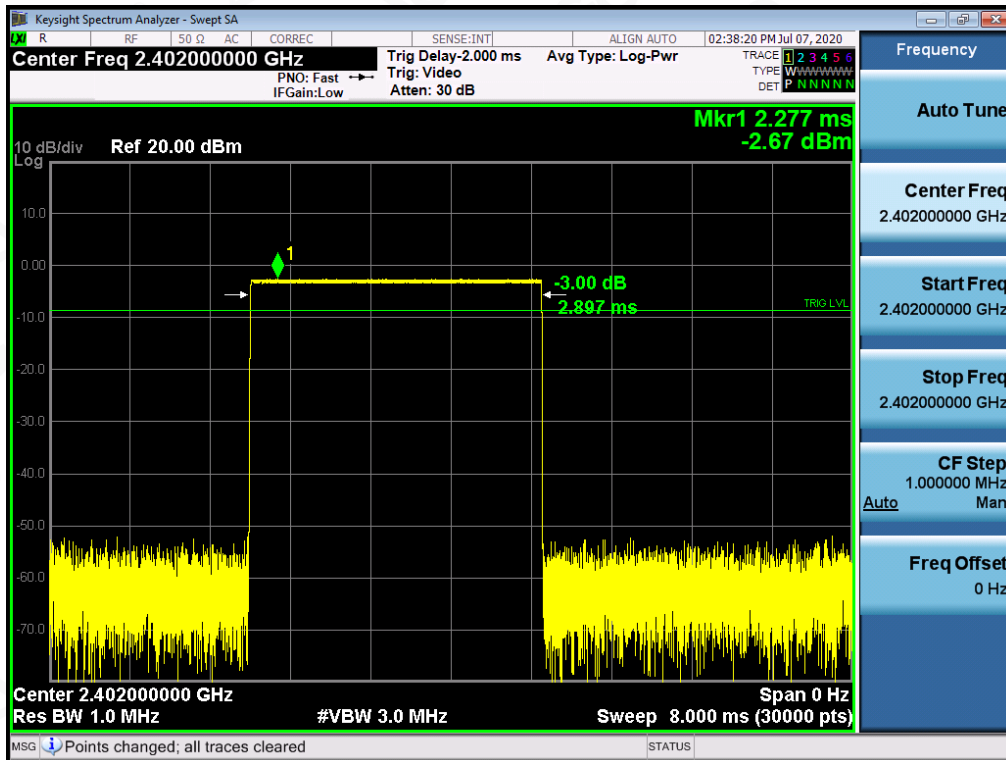 Keysight Spectrum Analyzer - Swept SA
LXI R RF 50 Ω AC CORREC SENSE:INT ALIGN AUTO 02:38:20 PM Jul 07, 2020
Center Freq 2.402000000 GHz
PNO: Fast
IFGain:Low
Trig Delay-2.000 ms
Trig: Video
Atten: 30 dB
Avg Type: Log-Pwr
TRACE 1 2 3 4 5 6
TYPE WWWWWW
DET P N N N N N
Mkr1 2.277 ms
-2.67 dBm
10 dB/div Ref 20.00 dBm
Log
10.0
0.00
-10.0
-20.0
-30.0
-40.0
-50.0
-60.0
-70.0
1
-3.00 dB
2.897 ms
TRIG LVL
Center 2.402000000 GHz Span 0 Hz
Res BW 1.0 MHz #VBW 3.0 MHz Sweep 8.000 ms (30000 pts)
MSG Points changed; all traces cleared STATUS
Frequency
Auto Tune
Center Freq
2.402000000 GHz
Start Freq
2.402000000 GHz
Stop Freq
2.402000000 GHz
CF Step
1.000000 MHz
Auto Man
Freq Offset
0 Hz